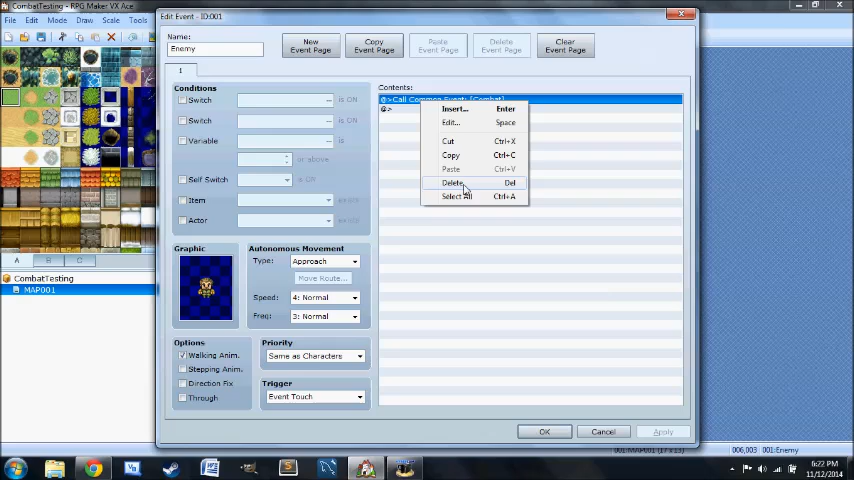 Edit Event - ID:001
RPG Maker VX Ace
File Edit Mode Draw Scale Tools
Name:
Enemy
New Event Page
Copy Event Page
Paste Event Page
Delete Event Page
Clear Event Page
1
Conditions
Switch -- is ON
Switch -- is ON
Variable -- is
or above
Self Switch is ON
Item
Actor
Graphic
Autonomous Movement
Type: Approach
Move Route...
Speed: 4: Normal
Freq: 3: Normal
Options
Walking Anim.
Stepping Anim.
Direction Fix
Through
Priority
Same as Characters
Trigger
Event Touch
Contents:
@>Call Common Event: [Combat]
@>
Insert... Enter
Edit... Space
Cut Ctrl+X
Copy Ctrl+C
Paste Ctrl+V
Delete Del
Select All Ctrl+A
OK
Cancel
Apply
A B C
CombatTesting
MAP001
001:MAP001 (17 x 13)
006,003
001:Enemy
6:22 PM
11/12/2014